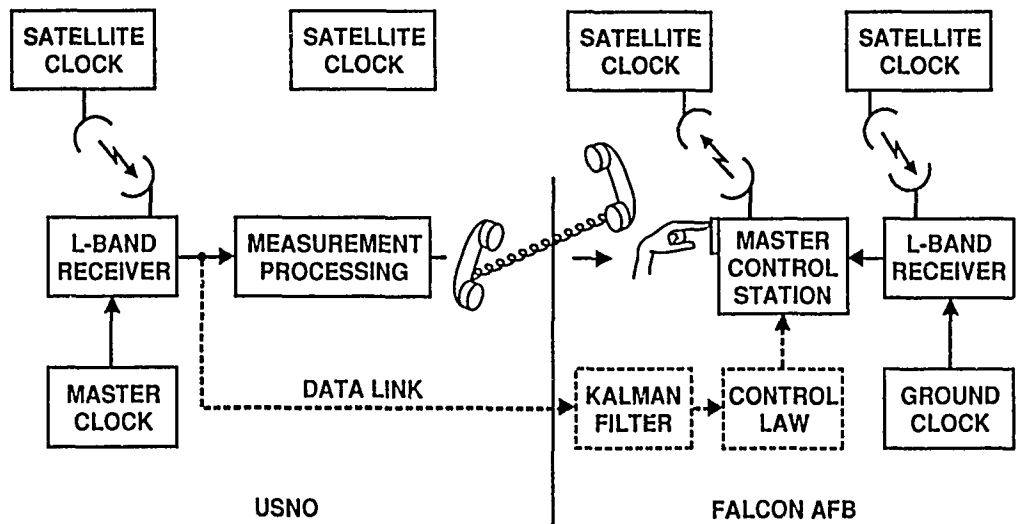 SATELLITE
CLOCK
SATELLITE
CLOCK
SATELLITE
CLOCK
SATELLITE
CLOCK
L-BAND
RECEIVER
MEASUREMENT
PROCESSING
MASTER
CONTROL
STATION
L-BAND
RECEIVER
MASTER
CLOCK
DATA LINK
KALMAN
FILTER
CONTROL
LAW
GROUND
CLOCK
USNO
FALCON AFB